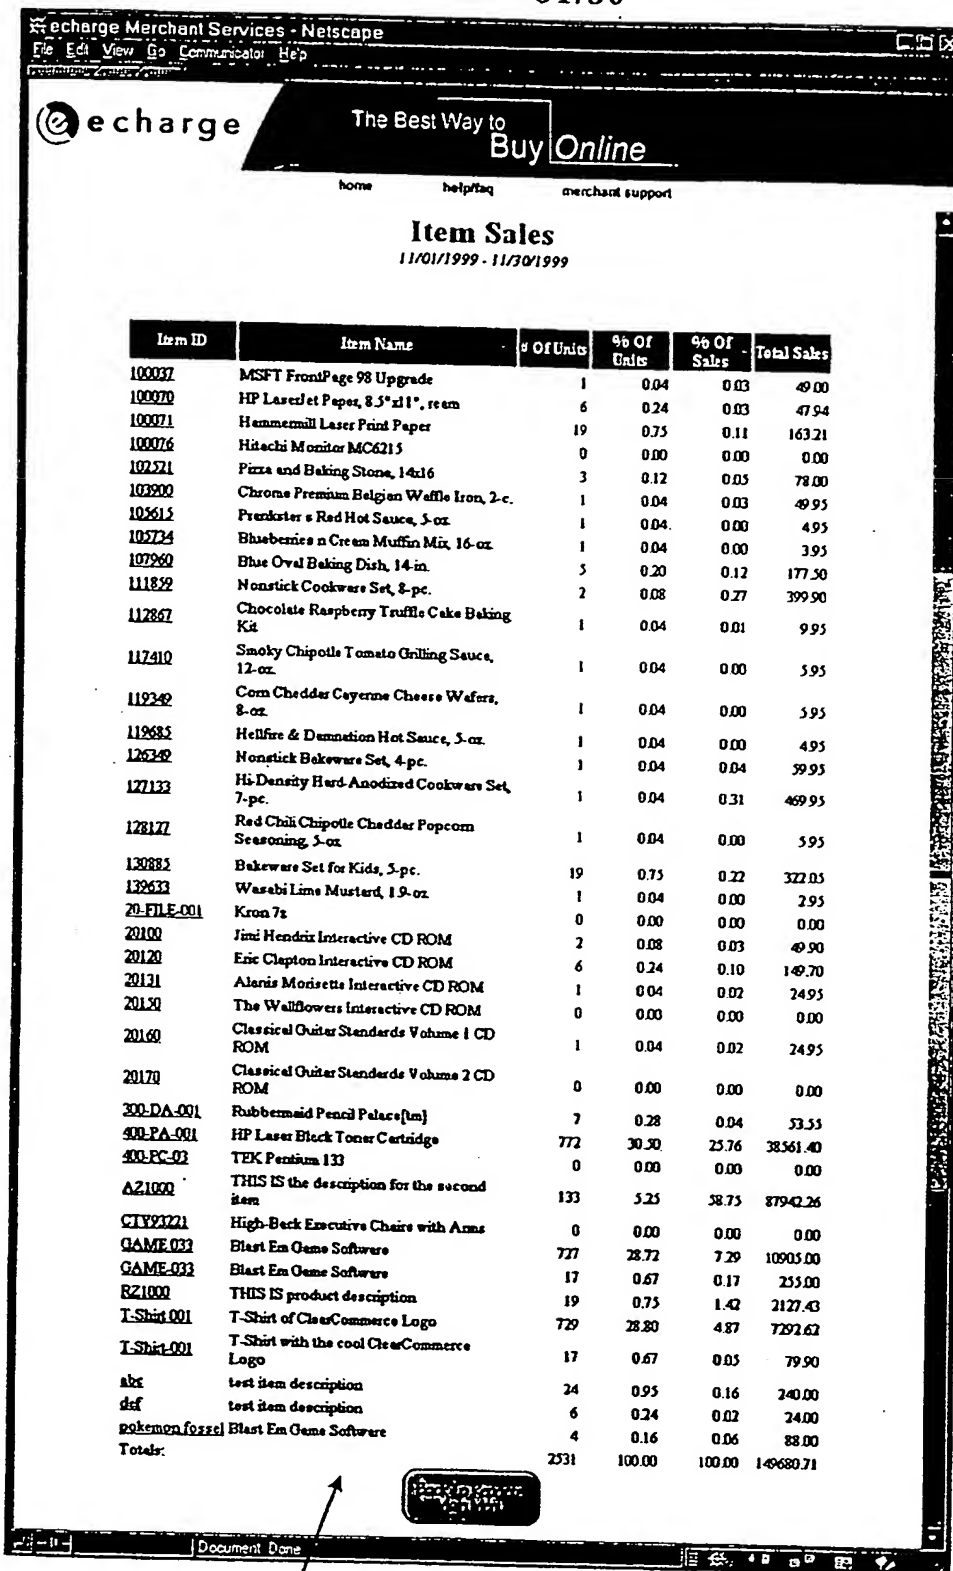 echarge Merchant Services - Netscape
File Edit View Go Communicator Help
echarge
The Best Way to
Buy Online
home help/faq merchant support
Item Sales
11/01/1999 - 11/30/1999
Item ID Item Name # Of Units % Of Units % Of Sales Total Sales
100037 MSFT FrontPage 98 Upgrade 1 0.04 0.03 49.00
100070 HP LaserJet Paper, 8.5"x11", ream 6 0.24 0.03 47.94
100071 Hammermill Laser Print Paper 19 0.75 0.11 163.21
100076 Hitachi Monitor MC6215 0 0.00 0.00 0.00
102521 Pizza and Baking Stone, 14x16 3 0.12 0.05 78.00
103900 Chrome Premium Belgian Waffle Iron, 2-c. 1 0.04 0.03 49.95
105615 Prankster s Red Hot Sauce, 5-oz. 1 0.04 0.00 4.95
105734 Blueberries n Cream Muffin Mix, 16-oz. 1 0.04 0.00 3.95
107960 Blue Oval Baking Dish, 14-in. 5 0.20 0.12 177.50
111859 Nonstick Cookware Set, 8-pc. 2 0.08 0.27 399.90
112867 Chocolate Raspberry Truffle Cake Baking
Kit 1 0.04 0.01 9.95
117410 Smoky Chipotle Tomato Grilling Sauce,
12-oz. 1 0.04 0.00 5.95
119349 Corn Cheddar Cayenne Cheese Wafers,
8-oz. 1 0.04 0.00 5.95
119685 Hellfire & Damnation Hot Sauce, 5-oz. 1 0.04 0.00 4.95
126349 Nonstick Bakeware Set, 4-pc. 1 0.04 0.04 59.95
127133 Hi-Density Hard-Anodized Cookware Set,
7-pc. 1 0.04 0.31 469.95
128127 Red Chili Chipotle Cheddar Popcorn
Seasoning, 5-oz. 1 0.04 0.00 5.95
130885 Bakeware Set for Kids, 5-pc. 19 0.75 0.22 322.05
139633 Wasabi Lime Mustard, 1.9-oz. 1 0.04 0.00 2.95
20-FILE-001 Kron 7z 0 0.00 0.00 0.00
20100 Jimi Hendrix Interactive CD ROM 2 0.08 0.03 49.90
20120 Eric Clapton Interactive CD ROM 6 0.24 0.10 149.70
20131 Alanis Morisette Interactive CD ROM 1 0.04 0.02 24.95
20150 The Wallflowers Interactive CD ROM 0 0.00 0.00 0.00
20160 Classical Guitar Standards Volume 1 CD
ROM 1 0.04 0.02 24.95
20170 Classical Guitar Standards Volume 2 CD
ROM 0 0.00 0.00 0.00
300-DA-001 Rubbermaid Pencil Palace[tm] 7 0.28 0.04 53.55
400-PA-001 HP Laser Black Toner Cartridge 772 30.50 25.76 38561.40
400-PC-03 TEK Pentium 133 0 0.00 0.00 0.00
AZ1000 THIS IS the description for the second
item 133 5.25 58.75 87942.26
CTY93221 High-Back Executive Chairs with Arms 0 0.00 0.00 0.00
GAME 033 Blast Em Game Software 727 28.72 7.29 10905.00
GAME-033 Blast Em Game Software 17 0.67 0.17 255.00
RZ1000 THIS IS product description 19 0.75 1.42 2127.43
T-Shirt 001 T-Shirt of ClearCommerce Logo 729 28.80 4.87 7292.62
T-Shirt-001 T-Shirt with the cool ClearCommerce
Logo 17 0.67 0.05 79.90
abc test item description 24 0.95 0.16 240.00
def test item description 6 0.24 0.02 24.00
pokemon fossel Blast Em Game Software 4 0.16 0.06 88.00
Totals: 2531 100.00 100.00 149680.71
Document Done